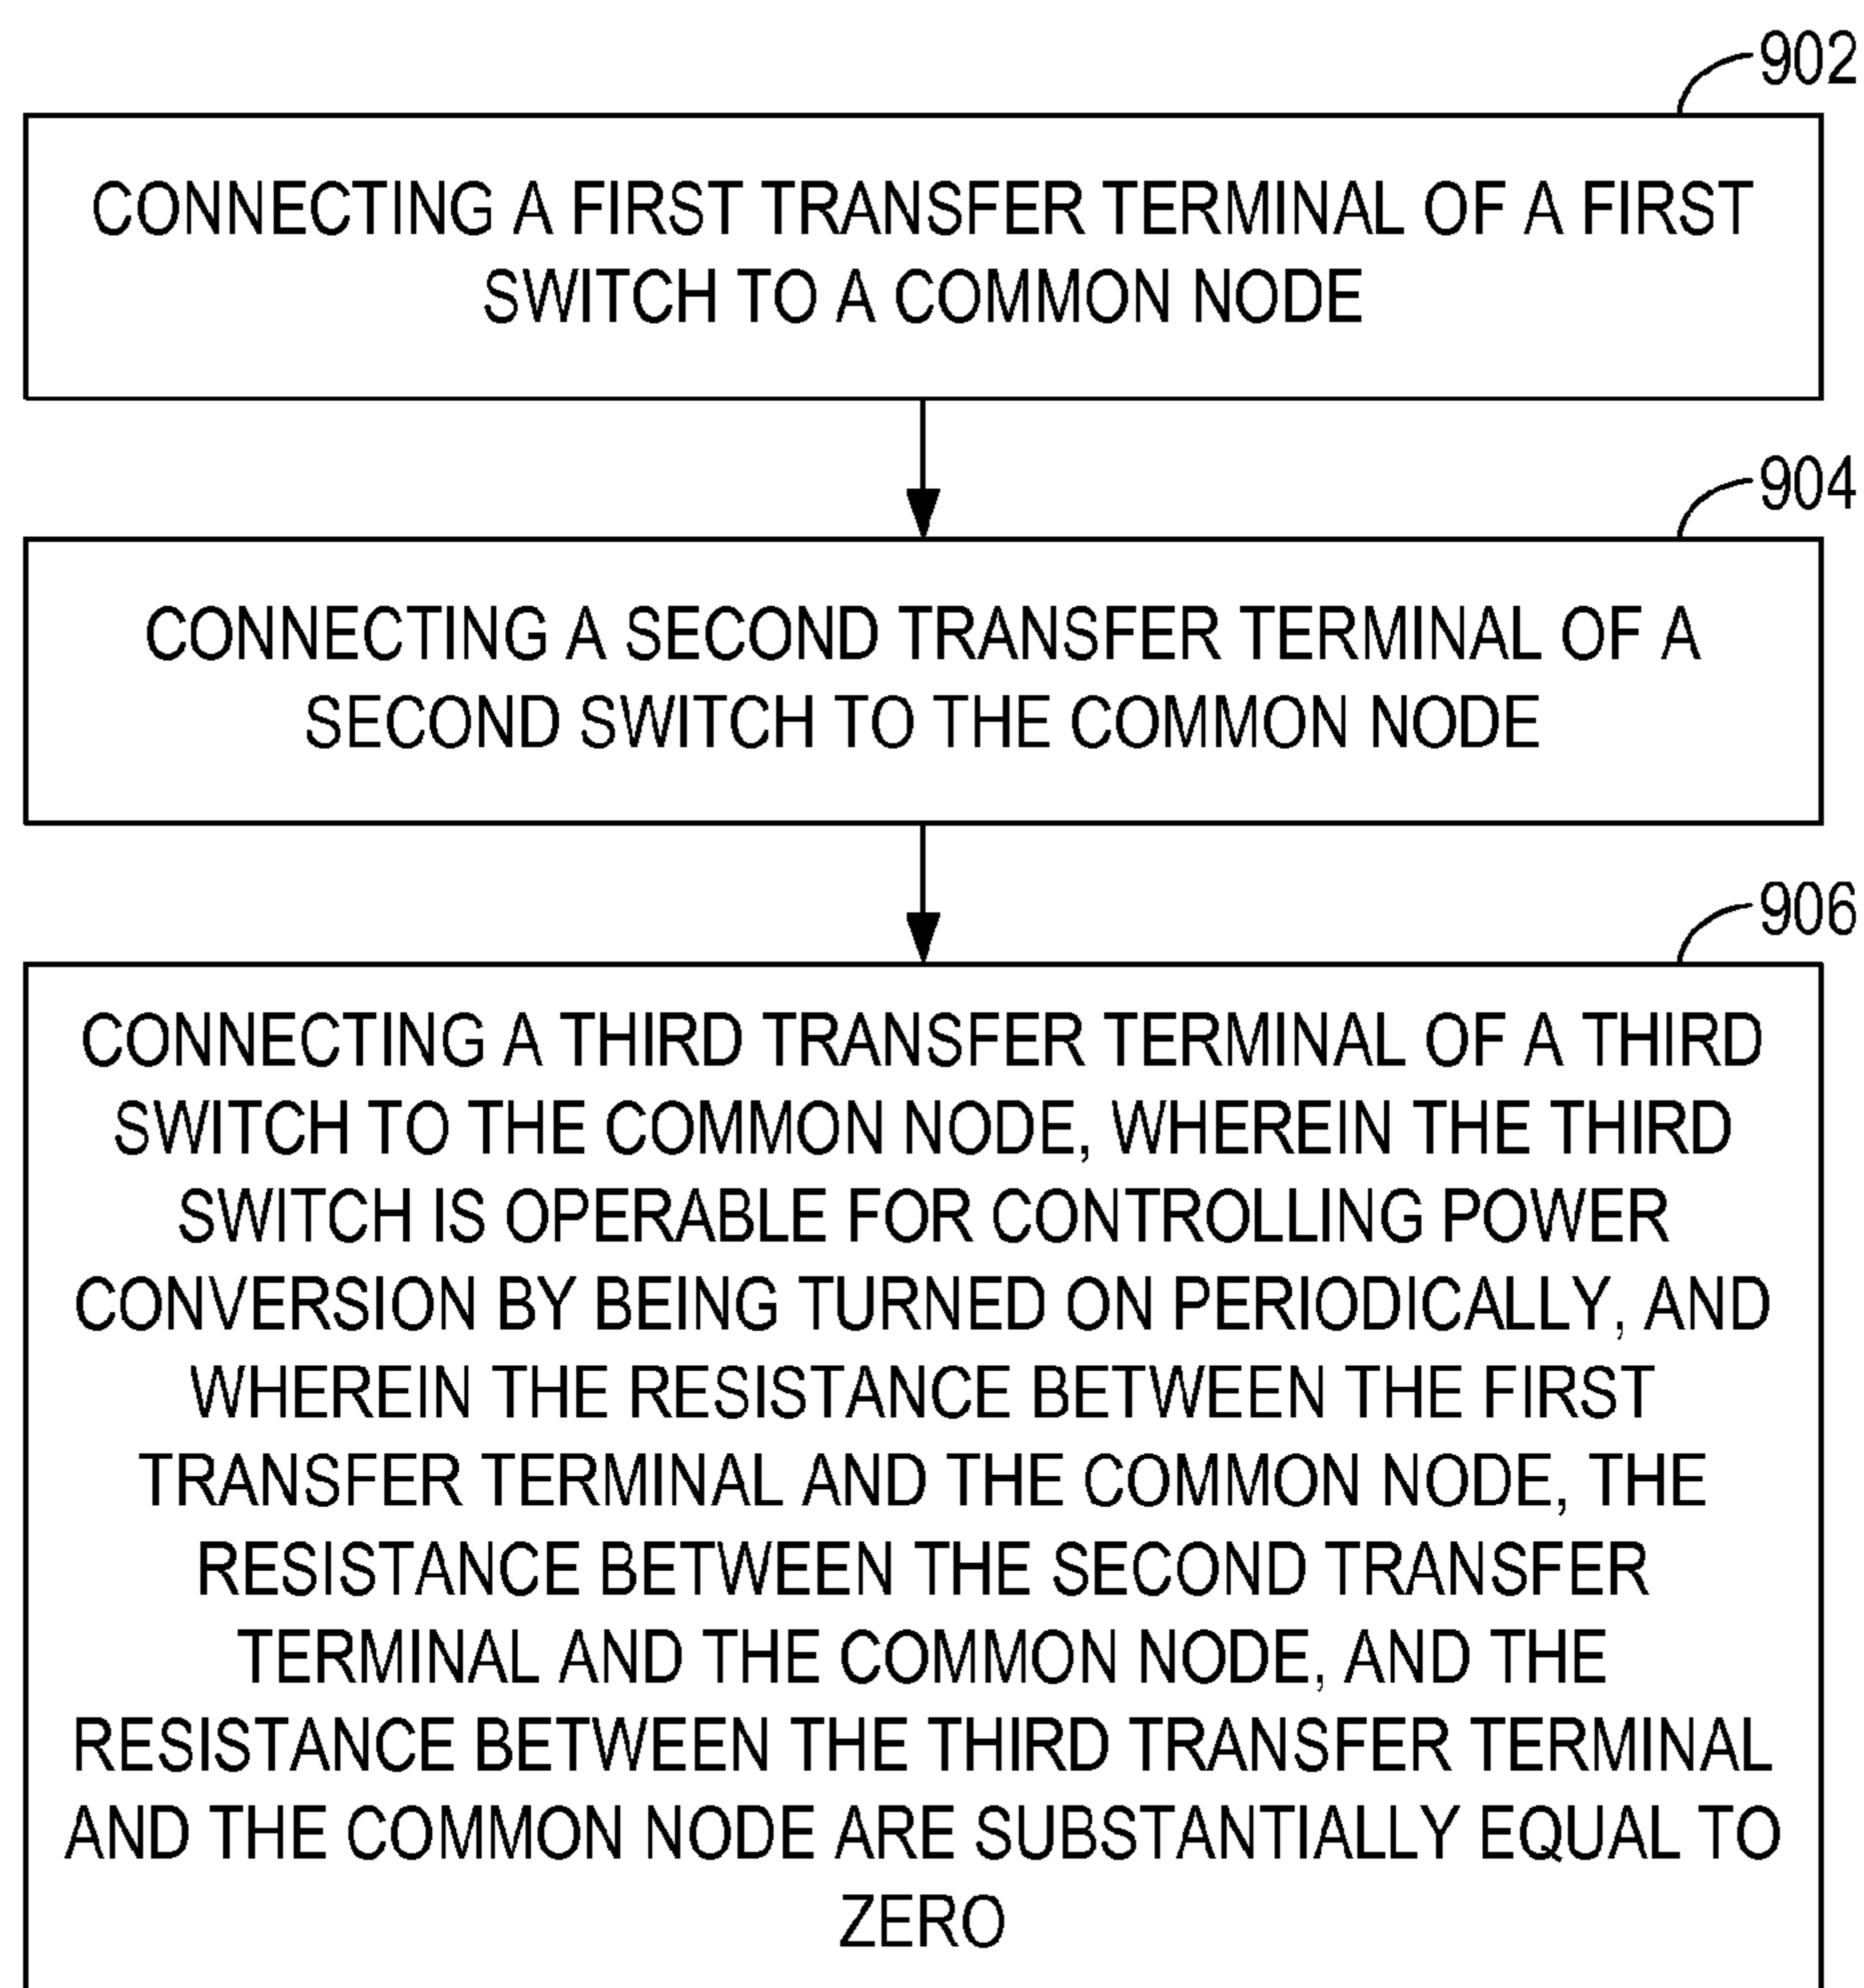 902
CONNECTING A FIRST TRANSFER TERMINAL OF A FIRST
SWITCH TO A COMMON NODE
904
CONNECTING A SECOND TRANSFER TERMINAL OF A
SECOND SWITCH TO THE COMMON NODE
906
CONNECTING A THIRD TRANSFER TERMINAL OF A THIRD
SWITCH TO THE COMMON NODE, WHEREIN THE THIRD
SWITCH IS OPERABLE FOR CONTROLLING POWER
CONVERSION BY BEING TURNED ON PERIODICALLY, AND
WHEREIN THE RESISTANCE BETWEEN THE FIRST
TRANSFER TERMINAL AND THE COMMON NODE, THE
RESISTANCE BETWEEN THE SECOND TRANSFER
TERMINAL AND THE COMMON NODE, AND THE
RESISTANCE BETWEEN THE THIRD TRANSFER TERMINAL
AND THE COMMON NODE ARE SUBSTANTIALLY EQUAL TO
ZERO